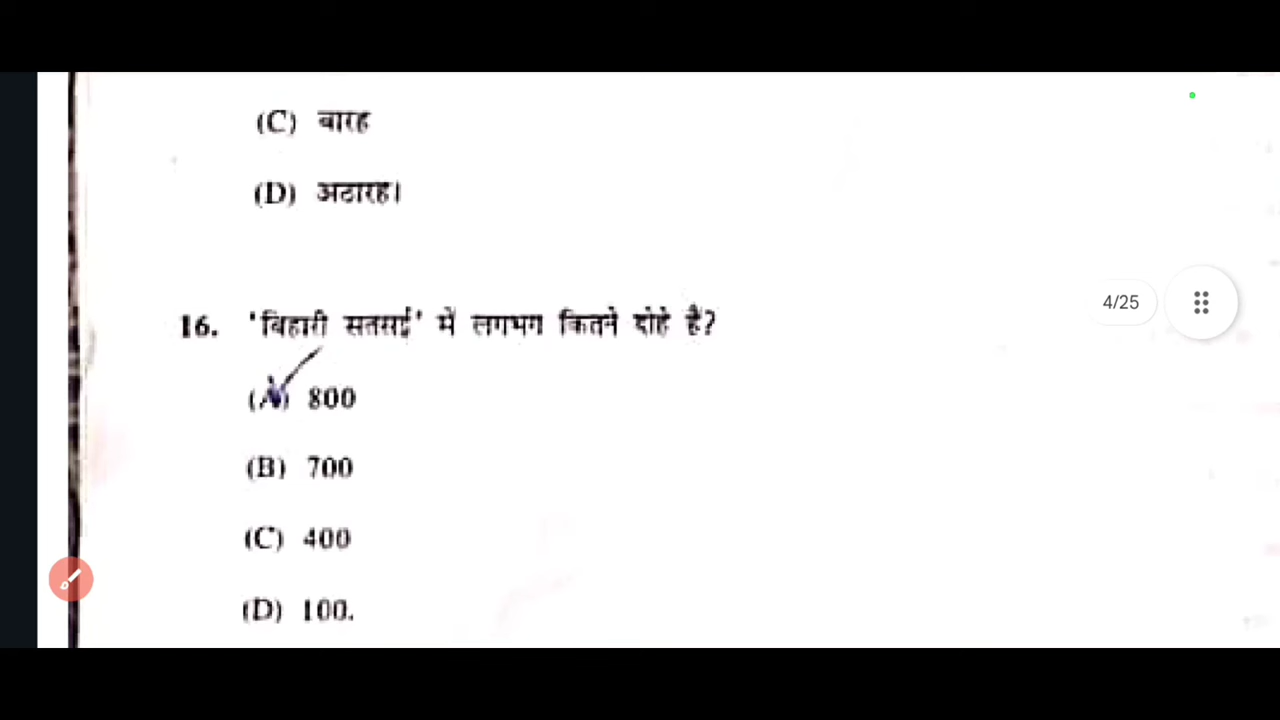 (C) बारह
(D) अठारह।
16. 'बिहारी सतसई' में लगभग कितने दोहे हैं?
4/25
(A) 800
(B) 700
(C) 400
(D) 100.